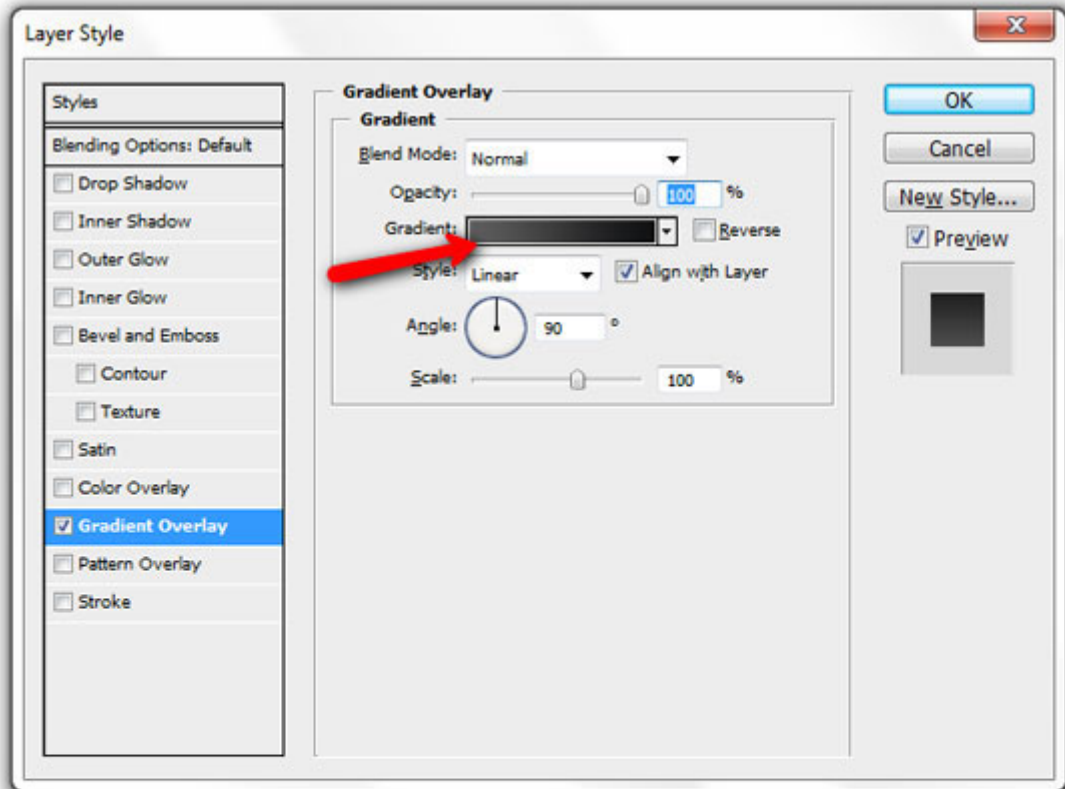 Layer Style
Styles
Blending Options: Default
Drop Shadow
Inner Shadow
Outer Glow
Inner Glow
Bevel and Emboss
Contour
Texture
Satin
Color Overlay
Gradient Overlay
Pattern Overlay
Stroke
Gradient Overlay
Gradient
Blend Mode: Normal
Opacity: 100 %
Gradient: Reverse
Style: Linear Align with Layer
Angle: 90 °
Scale: 100 %
OK
Cancel
New Style...
Preview